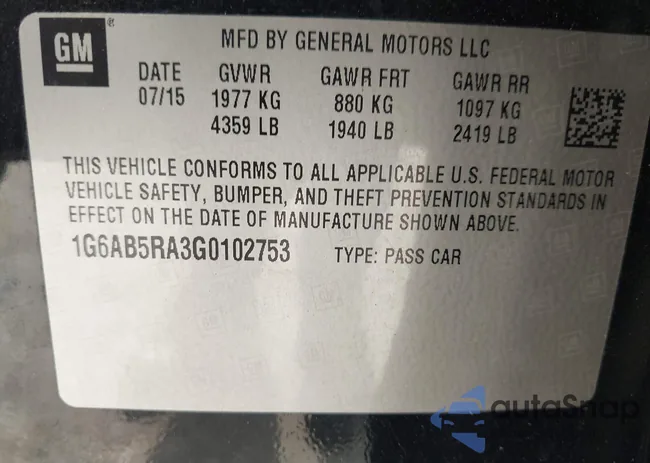 GM®
MFD BY GENERAL MOTORS LLC
DATE GVWR GAWR FRT GAWR RR
07/15 1977 KG 880 KG 1097 KG
4359 LB 1940 LB 2419 LB
THIS VEHICLE CONFORMS TO ALL APPLICABLE U.S. FEDERAL MOTOR
VEHICLE SAFETY, BUMPER, AND THEFT PREVENTION STANDARDS IN
EFFECT ON THE DATE OF MANUFACTURE SHOWN ABOVE.
1G6AB5RA3G0102753 TYPE: PASS CAR
autoSnap